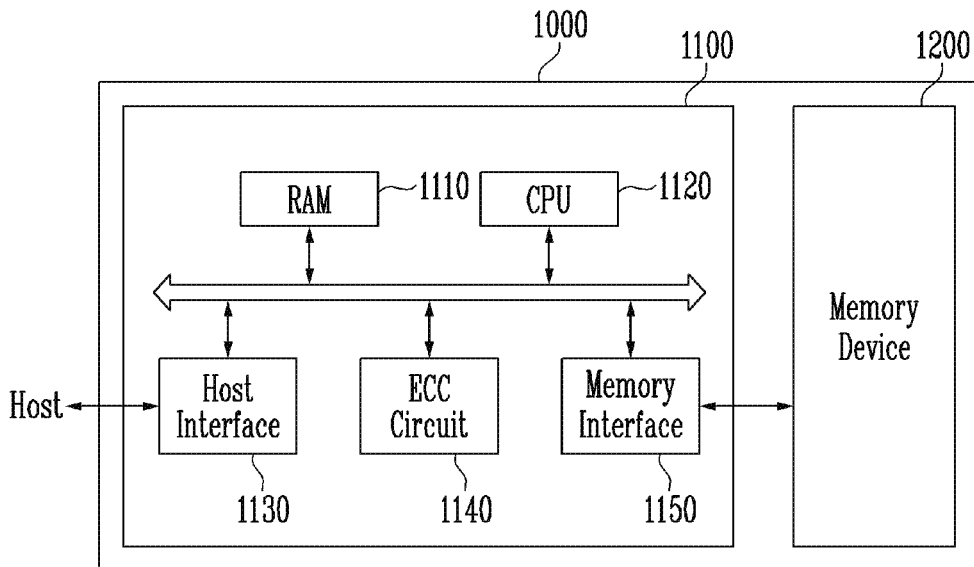 1000
1100
1200
RAM
1110
CPU
1120
Memory
Device
Host
Host
Interface
ECC
Circuit
Memory
Interface
1130
1140
1150